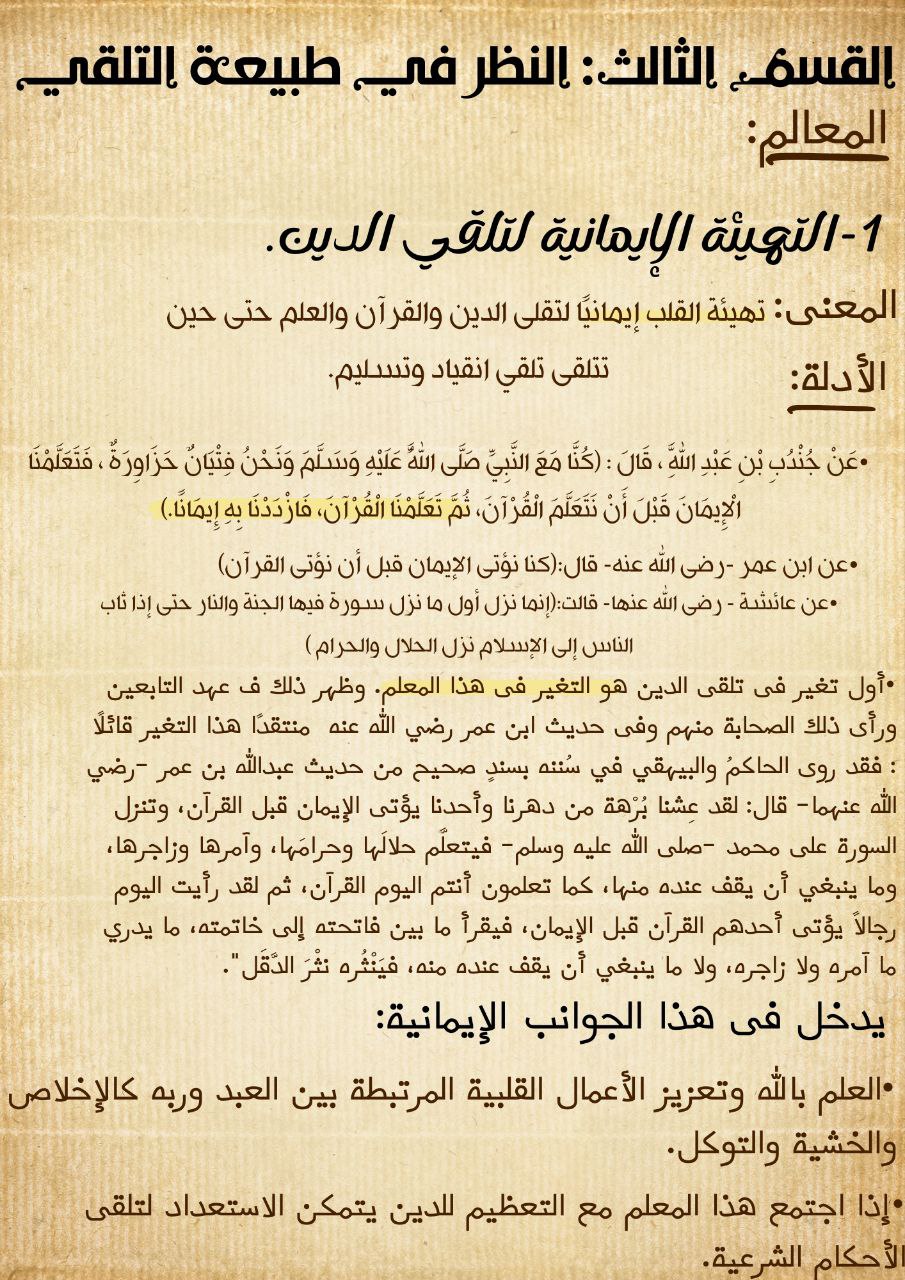 القسم الثالث: النظر في طبيعة التلقي
المعالم:
1-التهيئة الإيمانية لتلقي الدين.
المعنى: تهيئة القلب إيمانيًا لتقلى الدين والقرآن والعلم حتى حين
تتلقى تلقي انقياد وتسليم.
الأدلة:
•عَنْ جُنْدُبِ بْنِ عَبْدِ اللهِ ، قَالَ : (كُنَّا مَعَ النَّبِيِّ صَلَّى اللهُ عَلَيْهِ وَسَلَّمَ وَنَحْنُ فِتْيَانٌ حَزَاوِرَةٌ ، فَتَعَلَّمْنَا
الْإِيمَانَ قَبْلَ أَنْ نَتَعَلَّمَ الْقُرْآنَ، ثُمَّ تَعَلَّمْنَا الْقُرْآنَ، فَازْدَدْنَا بِهِ إِيمَانًا.)
•عن ابن عمر -رضى الله عنه- قال:(كنا نؤتى الإيمان قبل أن نؤتى القرآن)
•عن عائشة - رضى الله عنها- قالت:(إنما نزل أول ما نزل سورة فيها الجنة والنار حتى إذا ثاب
الناس إلى الإسلام نزل الحلال والحرام )
•أول تغير فى تلقى الدين هو التغير فى هذا المعلم. وظهر ذلك ف عهد التابعين
ورأى ذلك الصحابة منهم وفى حديث ابن عمر رضي الله عنه منتقدًا هذا التغير قائلًا
: فقد روى الحاكمُ والبيهقي في سُننه بسندٍ صحيح من حديث عبدالله بن عمر -رضي
الله عنهما- قال: لقد عِشنا بُرْهة من دهرنا وأحدنا يؤتى الإيمان قبل القرآن، وتنزل
السورة على محمد -صلى الله عليه وسلم- فيتعلَّم حلالَها وحرامَها، وآمرها وزاجرها،
وما ينبغي أن يقف عنده منها، كما تعلمون أنتم اليوم القرآن، ثم لقد رأيت اليوم
رجالاً يؤتى أحدهم القرآن قبل الإيمان، فيقرأ ما بين فاتحته إلى خاتمته، ما يدري
ما آمره ولا زاجره، ولا ما ينبغي أن يقف عنده منه، فيَنْثُره نثْرَ الدَّقَل".
يدخل فى هذا الجوانب الإيمانية:
•العلم بالله وتعزيز الأعمال القلبية المرتبطة بين العبد وربه كالإخلاص
والخشية والتوكل.
•إذا اجتمع هذا المعلم مع التعظيم للدين يتمكن الاستعداد لتلقى
الأحكام الشرعية.